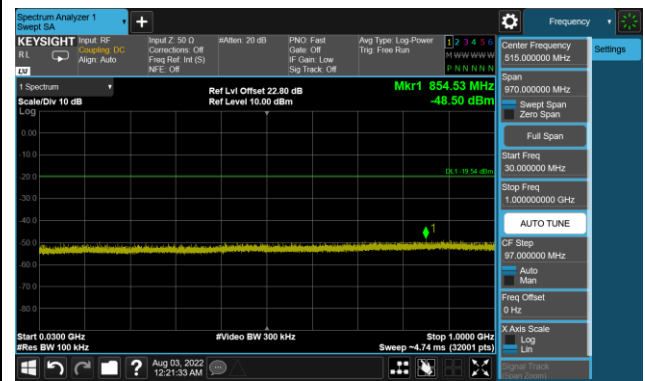 Spectrum Analyzer 1
Swept SA
+
Frequency
KEYSIGHT
RL
LXI
Input: RF
Coupling: DC
Align: Auto
Input Z: 50 Ω
Corrections: Off
Freq Ref: Int (S)
NFE: Off
#Atten: 20 dB
PNO: Fast
Gate: Off
IF Gain: Low
Sig Track: Off
Avg Type: Log-Power
Trig: Free Run
1 2 3 4 5 6
M W W W W W
P N N N N N
Center Frequency
515.000000 MHz
Settings
1 Spectrum
Scale/Div 10 dB
Log
Ref Lvl Offset 22.80 dB
Ref Level 10.00 dBm
Mkr1 854.53 MHz
-48.50 dBm
Span
970.000000 MHz
Swept Span
Zero Span
Full Span
Start Freq
30.000000 MHz
Stop Freq
1.000000000 GHz
AUTO TUNE
CF Step
97.000000 MHz
Auto
Man
Freq Offset
0 Hz
X Axis Scale
Log
Lin
Signal Track
(Span Zoom)
0.00
-10.0
-20.0
-30.0
-40.0
-50.0
-60.0
-70.0
-80.0
DL1 -19.54 dBm
1
Start 0.0300 GHz
#Res BW 100 kHz
#Video BW 300 kHz
Stop 1.0000 GHz
Sweep ~4.74 ms (32001 pts)
?
Aug 03, 2022
12:21:33 AM